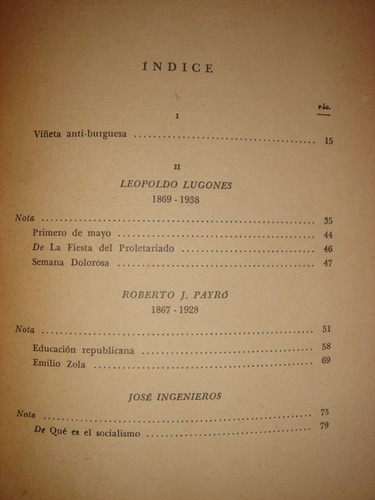 ÍNDICE
PÁG.
I
Viñeta anti-burguesa ........................................ 15
II
LEOPOLDO LUGONES
1869 - 1938
Nota ........................................ 35
Primero de mayo ........................................ 44
De La Fiesta del Proletariado ........................................ 46
Semana Dolorosa ........................................ 47
ROBERTO J. PAYRÓ
1867 - 1928
Nota ........................................ 51
Educación republicana ........................................ 58
Emilio Zola ........................................ 69
JOSÉ INGENIEROS
Nota ........................................ 75
De Qué es el socialismo ........................................ 79